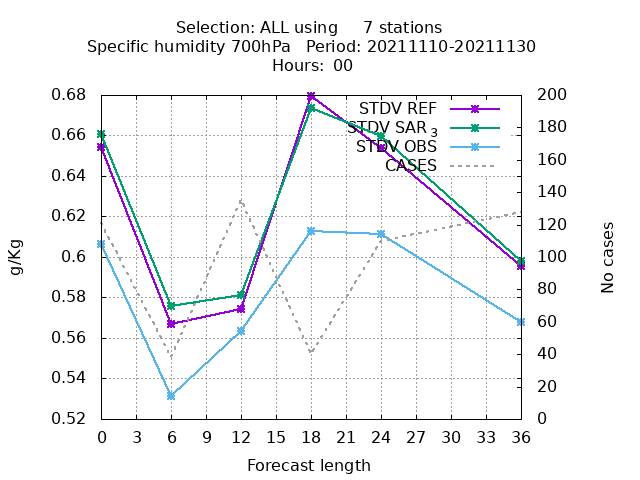 Selection: ALL using 7 stations
Specific humidity 700hPa Period: 20211110-20211130
Hours: 00
STDV REF
STDV SAR 3
STDV OBS
CASES
0.68
0.66
0.64
0.62
0.6
0.58
0.56
0.54
0.52
g/Kg
200
180
160
140
120
100
80
60
40
20
0
No cases
0 3 6 9 12 15 18 21 24 27 30 33 36
Forecast length